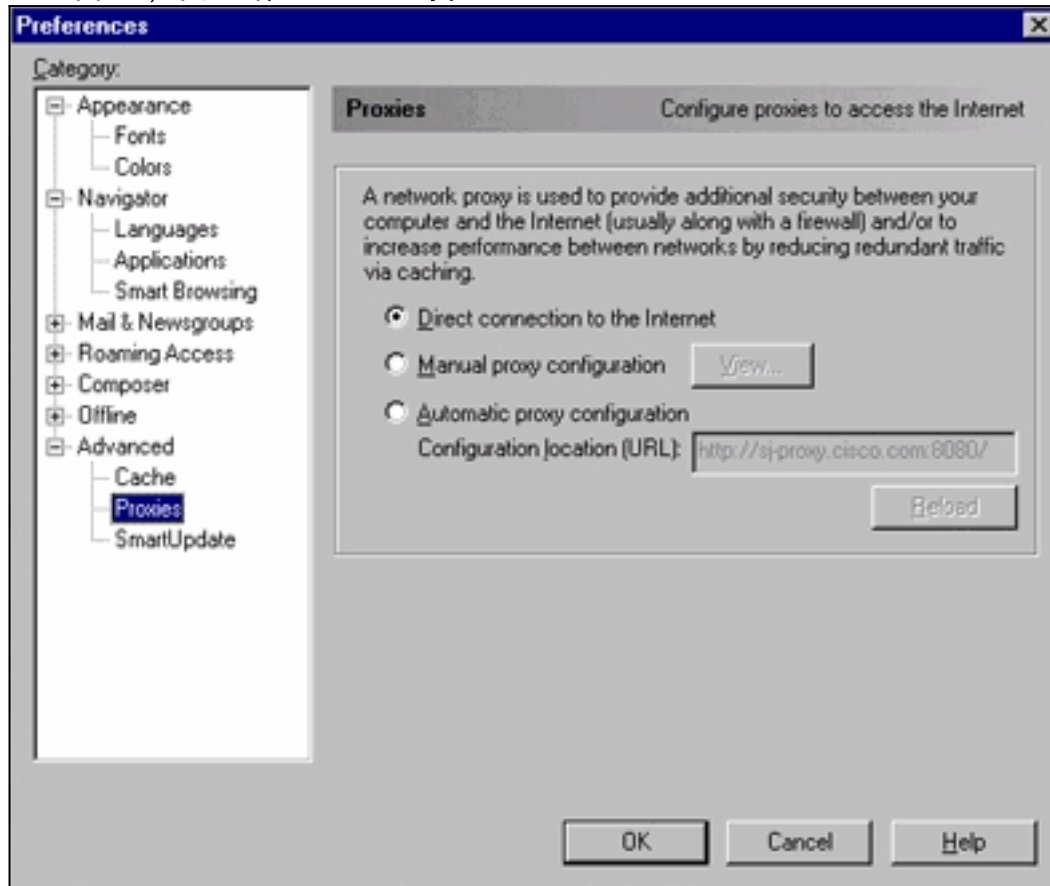 Preferences
Category:
Appearance
Fonts
Colors
Navigator
Languages
Applications
Smart Browsing
Mail & Newsgroups
Roaming Access
Composer
Offline
Advanced
Cache
Proxies
SmartUpdate
Proxies Configure proxies to access the Internet
A network proxy is used to provide additional security between your
computer and the Internet (usually along with a firewall) and/or to
increase performance between networks by reducing redundant traffic
via caching.
Direct connection to the Internet
Manual proxy configuration View...
Automatic proxy configuration
Configuration location (URL): http://sj-proxy.cisco.com:8080/
Reload
OK Cancel Help